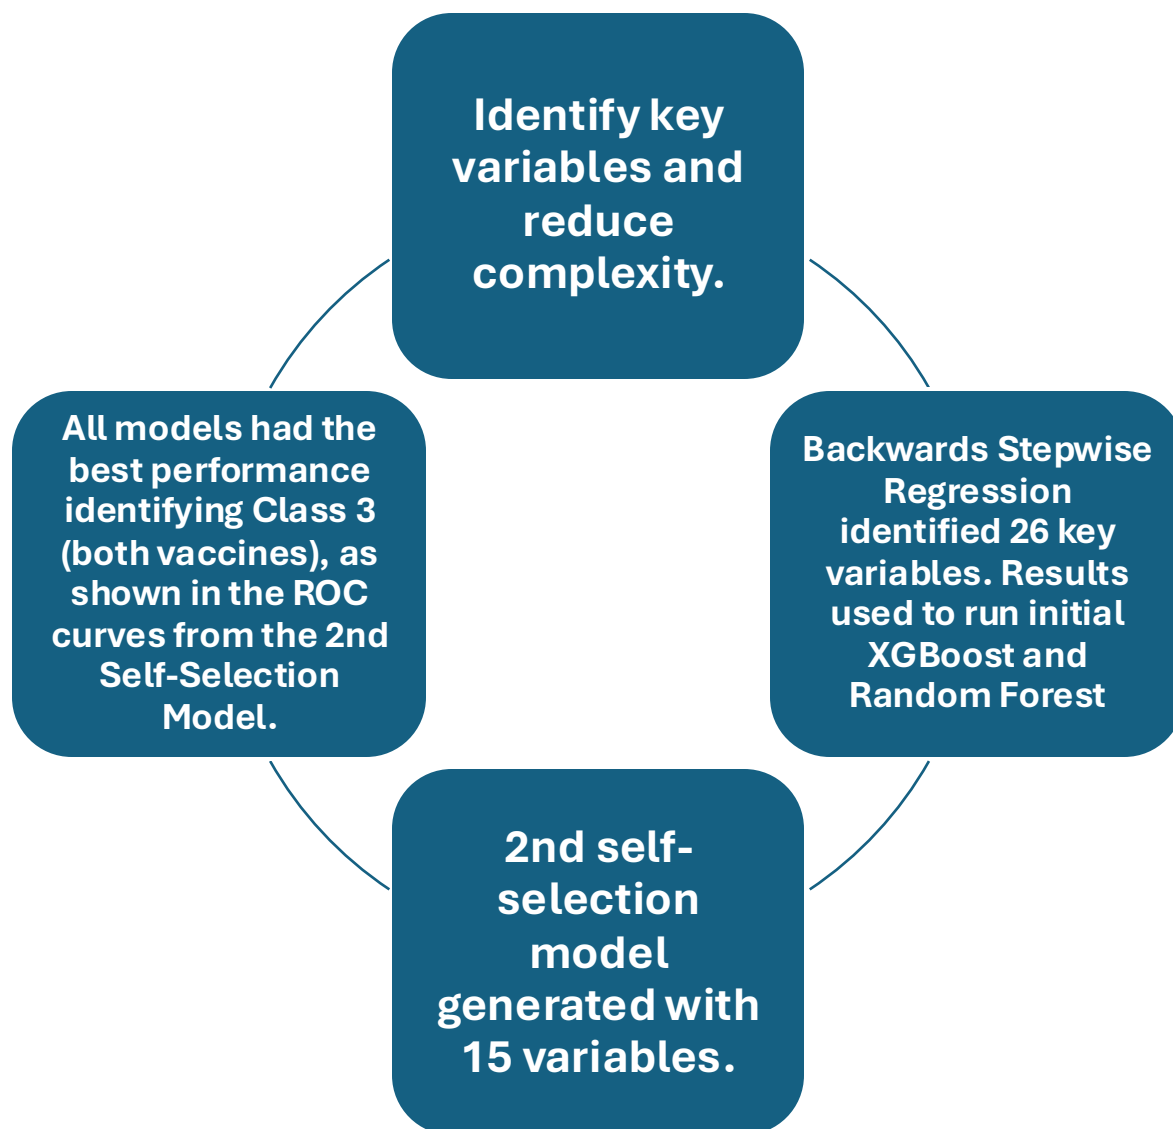 Identify key
variables and
reduce
complexity.
Backwards Stepwise
Regression
identified 26 key
variables. Results
used to run initial
XGBoost and
Random Forest
2nd self-
selection
model
generated with
15 variables.
All models had the
best performance
identifying Class 3
(both vaccines), as
shown in the ROC
curves from the 2nd
Self-Selection
Model.